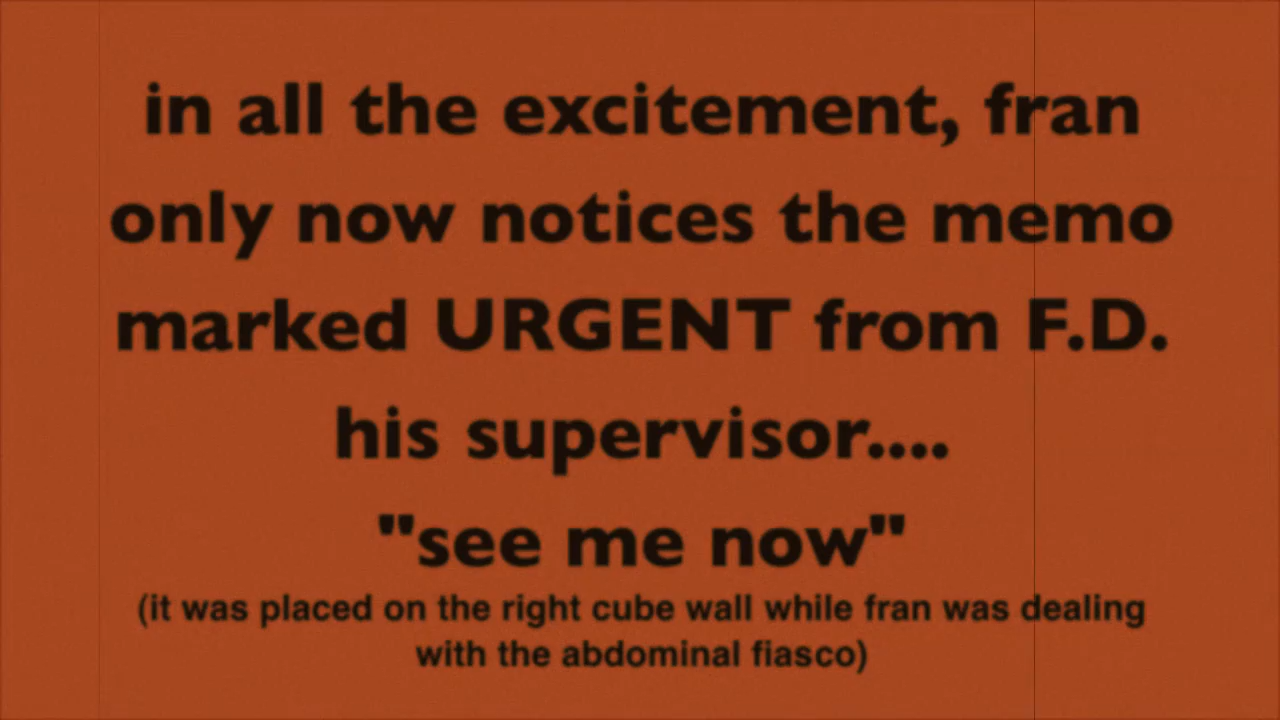 in all the excitement, fran
only now notices the memo
marked URGENT from F.D.
his supervisor....
"see me now"
(it was placed on the right cube wall while fran was dealing
with the abdominal fiasco)